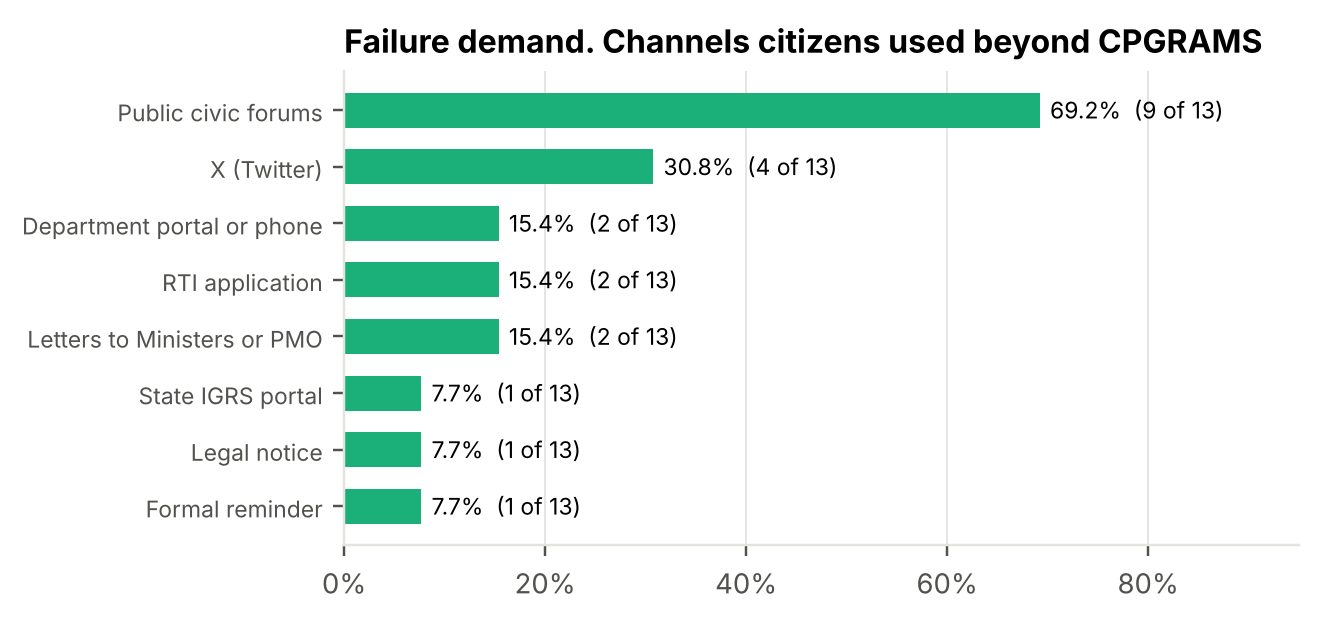 Failure demand. Channels citizens used beyond CPGRAMS
Public civic forums 69.2% (9 of 13)
X (Twitter) 30.8% (4 of 13)
Department portal or phone 15.4% (2 of 13)
RTI application 15.4% (2 of 13)
Letters to Ministers or PMO 15.4% (2 of 13)
State IGRS portal 7.7% (1 of 13)
Legal notice 7.7% (1 of 13)
Formal reminder 7.7% (1 of 13)
0% 20% 40% 60% 80%